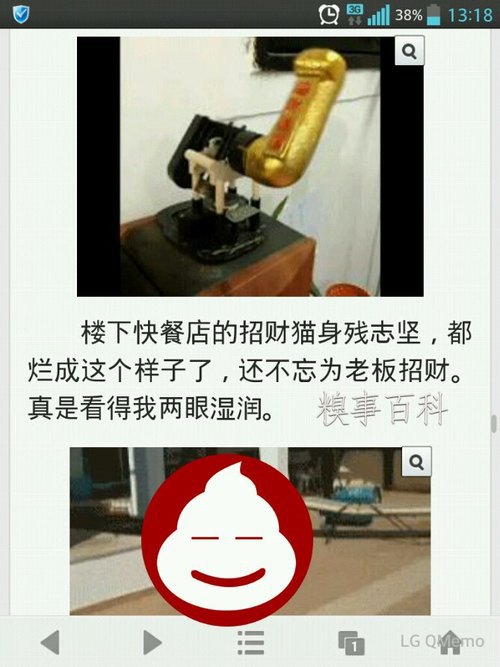 3G
38%
13:18
楼下快餐店的招财猫身残志坚，都
烂成这个样子了，还不忘为老板招财。
真是看得我两眼湿润。
糗事百科
1
LG QMemo